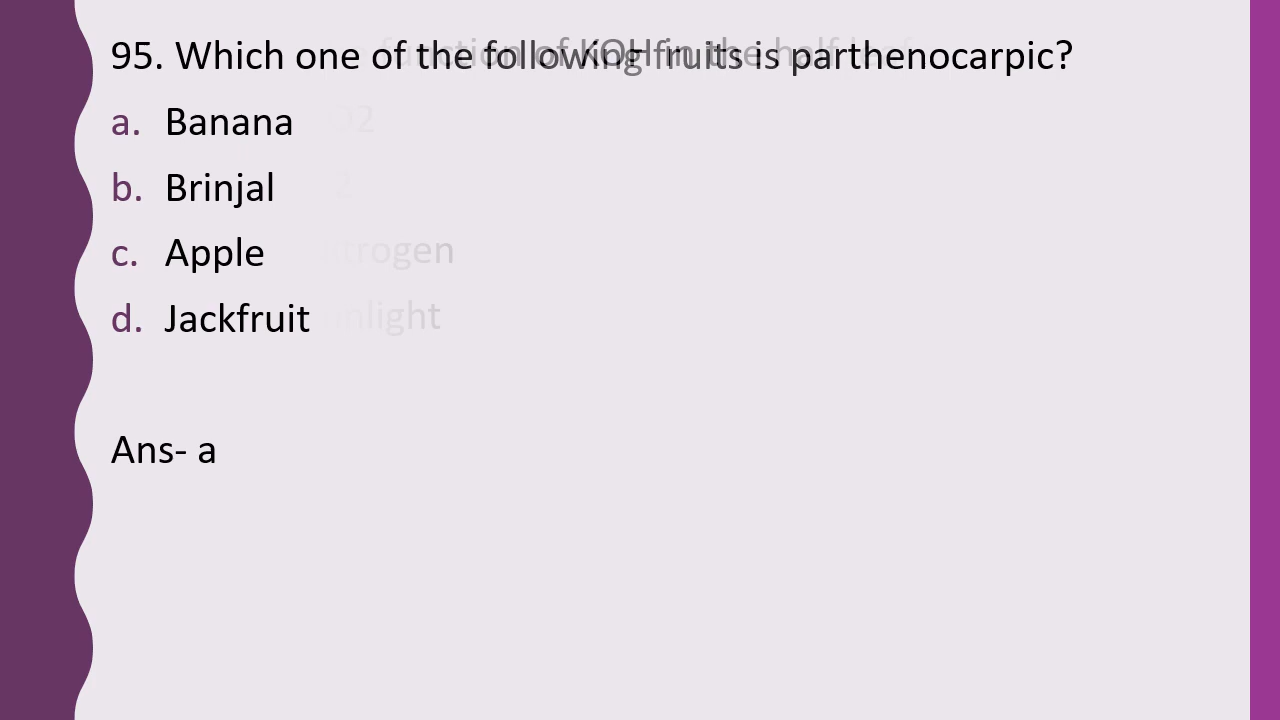 95. Which one of the following fruits is parthenocarpic?
a. Banana
b. Brinjal
c. Apple
d. Jackfruit
Ans- a